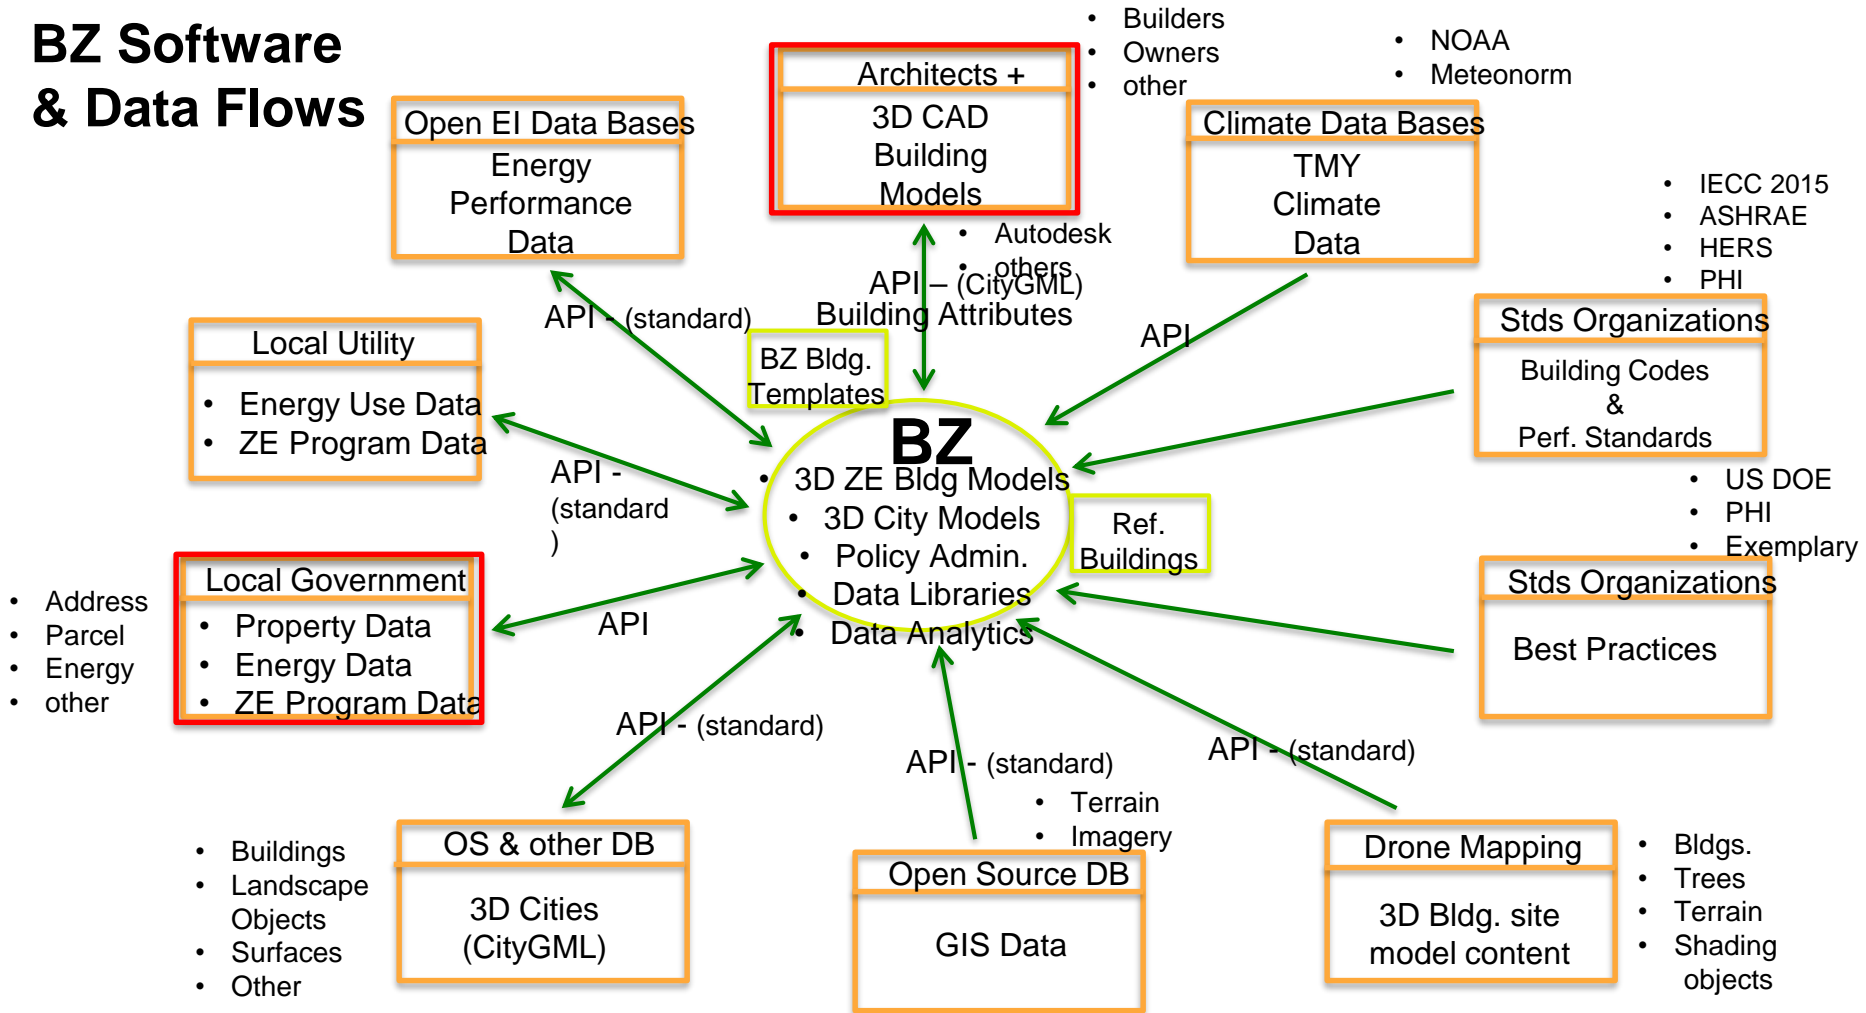 BZ Software
& Data Flows
• Builders
• Owners
• other
• NOAA
• Meteonorm
Architects +
3D CAD
Building
Models
Open EI Data Bases
Energy
Performance
Data
Climate Data Bases
TMY
Climate
Data
• IECC 2015
• ASHRAE
• HERS
• PHI
• Autodesk
• others
API – (CityGML)
Building Attributes
API - (standard)
API
Local Utility
• Energy Use Data
• ZE Program Data
BZ Bldg.
Templates
Stds Organizations
Building Codes
&
Perf. Standards
API -
(standard
)
BZ
• 3D ZE Bldg Models
• 3D City Models
• Policy Admin.
• Data Libraries
• Data Analytics
Ref.
Buildings
• US DOE
• PHI
• Exemplary
Stds Organizations
Best Practices
• Address
• Parcel
• Energy
• other
Local Government
• Property Data
• Energy Data
• ZE Program Data
API
API - (standard)
API - (standard)
API - (standard)
• Terrain
• Imagery
• Buildings
• Landscape
Objects
• Surfaces
• Other
OS & other DB
3D Cities
(CityGML)
Open Source DB
GIS Data
Drone Mapping
3D Bldg. site
model content
• Bldgs.
• Trees
• Terrain
• Shading
objects